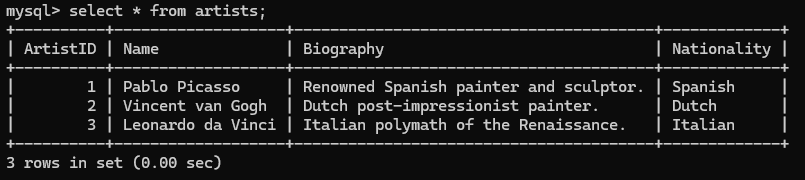 mysql> select * from artists;
+----------+-------------------+---------------------------------------+-------------+
| ArtistID | Name              | Biography                             | Nationality |
+----------+-------------------+---------------------------------------+-------------+
|        1 | Pablo Picasso     | Renowned Spanish painter and sculptor. | Spanish     |
|        2 | Vincent van Gogh  | Dutch post-impressionist painter.     | Dutch       |
|        3 | Leonardo da Vinci | Italian polymath of the Renaissance.  | Italian     |
+----------+-------------------+---------------------------------------+-------------+
3 rows in set (0.00 sec)